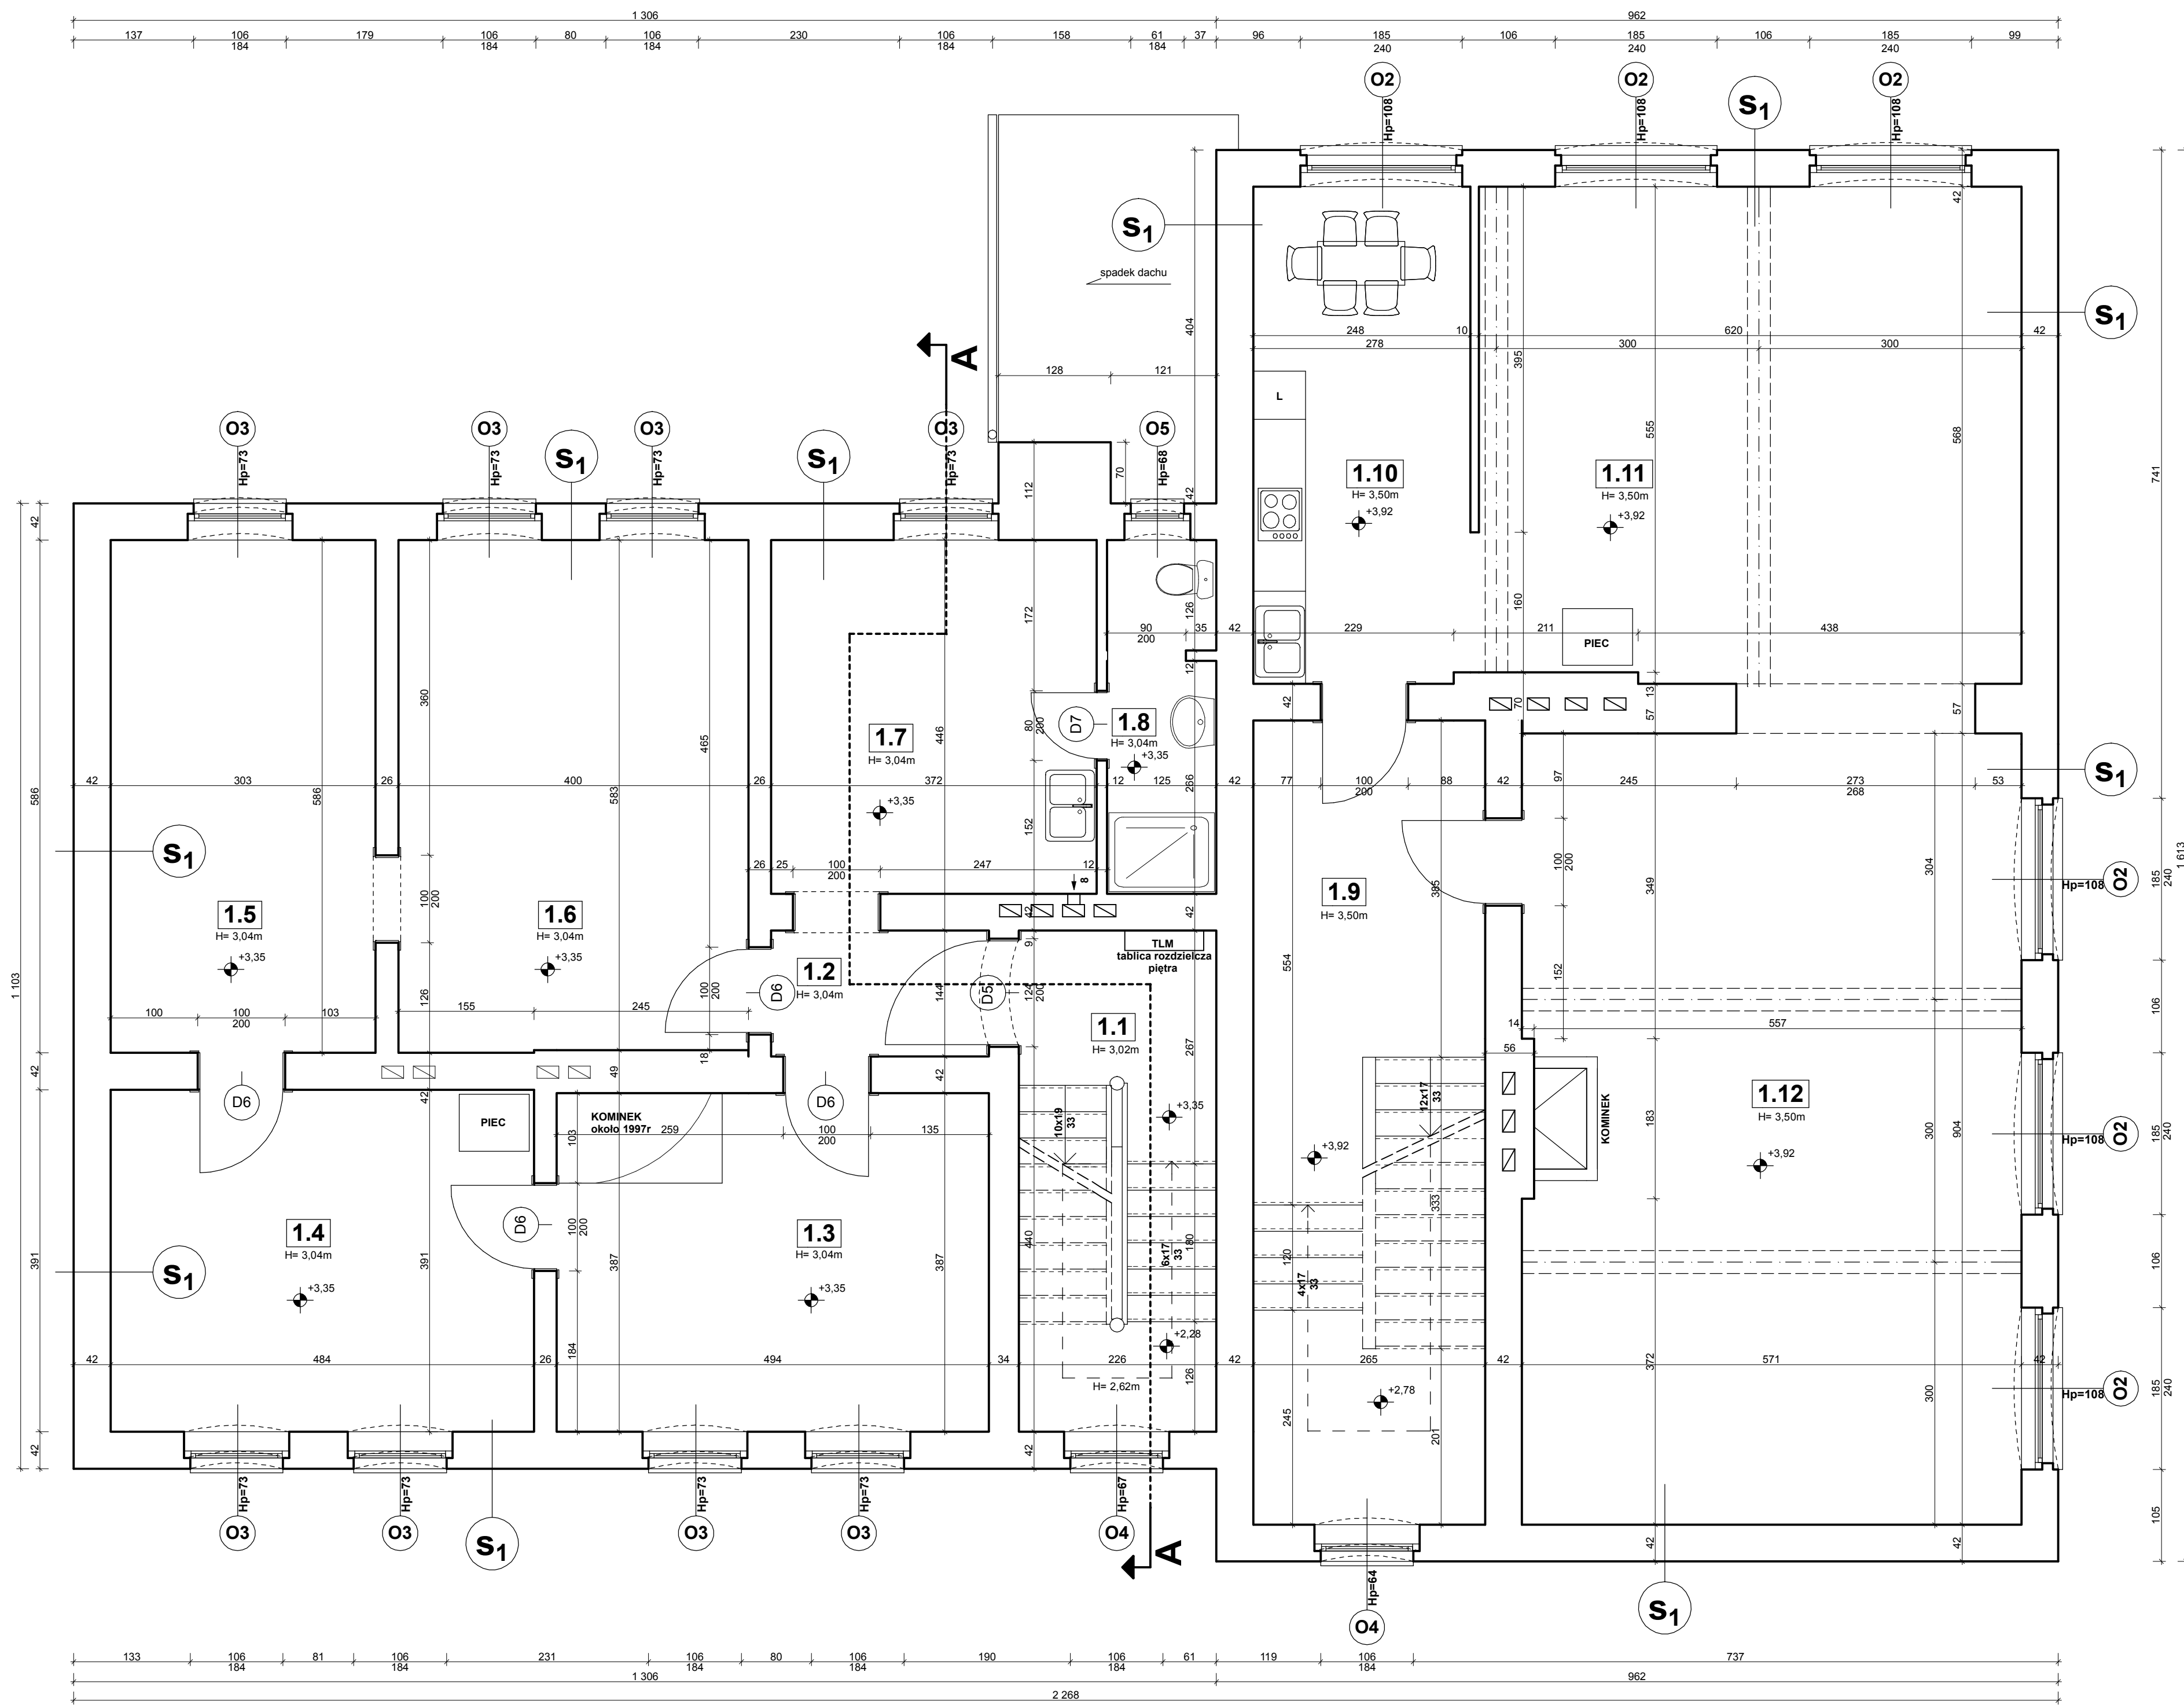 1 306
962
137
106
184
179
106
184
80
106
184
230
106
184
158
61
184
37
96
185
240
106
185
240
106
185
240
99
O2
O2
O2
Hp=108
Hp=108
Hp=108
S1
S1
S1
spadek dachu
404
42
248
10
620
42
278
300
300
395
128
121
A
L
O3
O3
O3
O3
O5
Hp=73
Hp=73
Hp=73
Hp=73
Hp=68
S1
S1
70
112
42
555
568
741
1.10
H= 3,50m
+3,92
1.11
H= 3,50m
+3,92
42
172
126
160
90
200
35
42
229
211
438
PIEC
12
360
465
446
80
200
D7
1.8
H= 3,04m
+3,35
1.7
H= 3,04m
+3,35
42
70
13
57
57
S1
42
303
26
400
26
372
12
125
266
42
77
100
200
88
42
245
273
268
53
97
586
586
583
152
S1
26
25
100
200
247
12
8
100
200
304
349
385
185
240
1 613
Hp=108
O2
1.5
H= 3,04m
+3,35
1.6
H= 3,04m
+3,35
100
200
42
42
1.9
H= 3,50m
9
TLM
tablica rozdzielcza
piętra
1.2
H= 3,04m
D6
D5
100
200
144
124
200
554
152
1 103
126
100
100
200
103
155
245
1.1
H= 3,02m
267
14
557
56
106
42
18
49
42
42
D6
D6
PIEC
KOMINEK
około 1997r
259
100
200
135
103
10x19
33
+3,35
12x17
33
KOMINEK
183
1.12
H= 3,50m
+3,92
300
904
185
240
Hp=108
O2
+3,92
1.4
H= 3,04m
+3,35
D6
100
200
1.3
H= 3,04m
+3,35
391
391
387
387
440
6x17
33
180
120
4x17
33
333
106
S1
184
+2,28
42
484
26
494
34
226
42
265
42
571
42
H= 2,62m
126
+2,78
372
300
185
240
Hp=108
O2
245
201
42
42
Hp=73
Hp=73
Hp=73
Hp=73
Hp=67
O3
O3
S1
O3
O3
O4
A
105
42
42
Hp=64
O4
S1
133
106
184
81
106
184
231
106
184
80
106
184
190
106
184
61
119
106
184
737
1 306
962
2 268